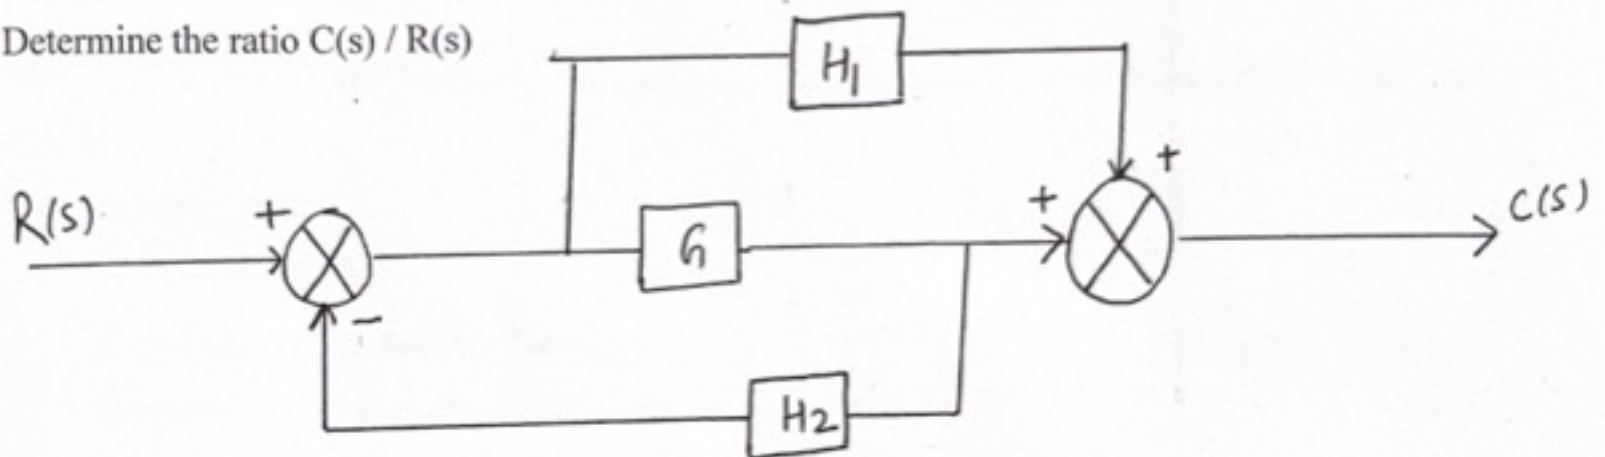 Determine the ratio C(s) / R(s)
H1
+
R(s)
+
G
+
C(s)
-
H2